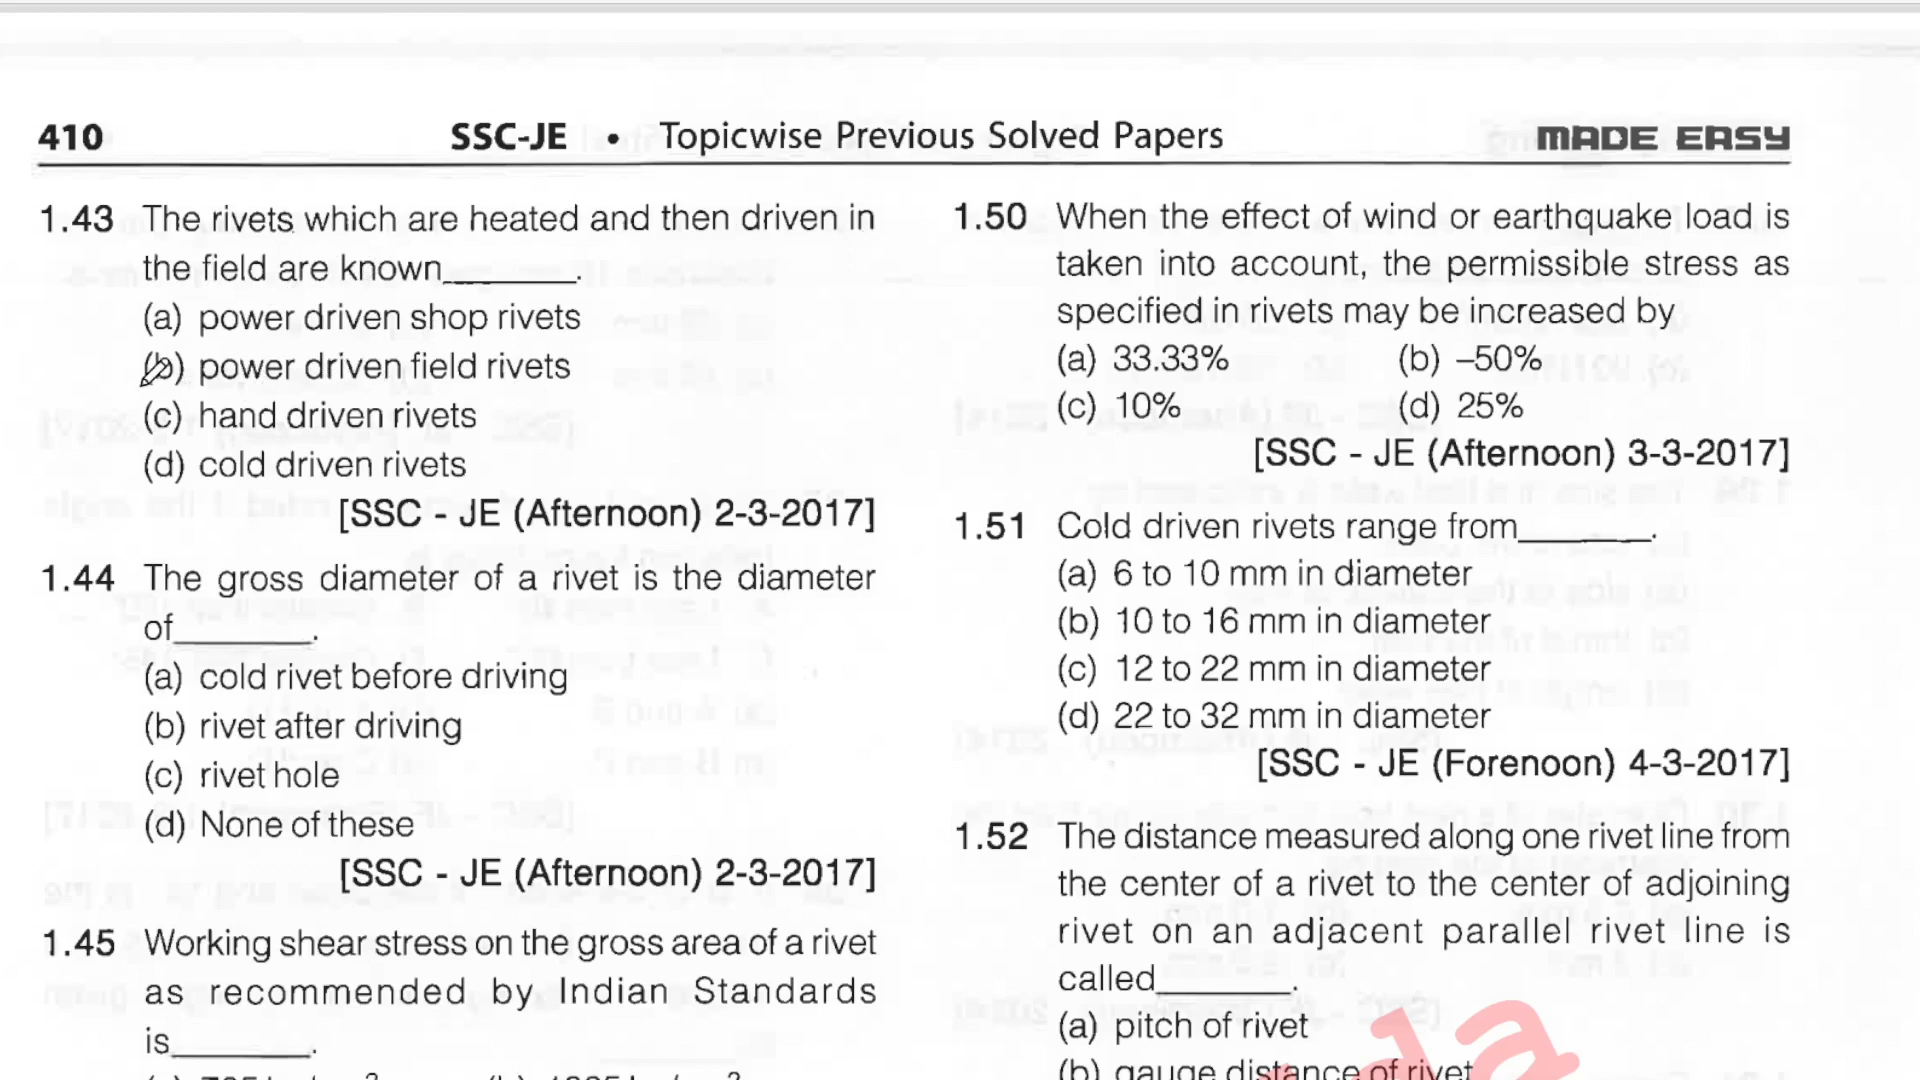 410 SSC-JE • Topicwise Previous Solved Papers MADE EASY
1.43 The rivets which are heated and then driven in
the field are known________.
(a) power driven shop rivets
(b) power driven field rivets
(c) hand driven rivets
(d) cold driven rivets
[SSC - JE (Afternoon) 2-3-2017]
1.44 The gross diameter of a rivet is the diameter
of________.
(a) cold rivet before driving
(b) rivet after driving
(c) rivet hole
(d) None of these
[SSC - JE (Afternoon) 2-3-2017]
1.45 Working shear stress on the gross area of a rivet
as recommended by Indian Standards
is________.
1.50 When the effect of wind or earthquake load is
taken into account, the permissible stress as
specified in rivets may be increased by
(a) 33.33% (b) –50%
(c) 10% (d) 25%
[SSC - JE (Afternoon) 3-3-2017]
1.51 Cold driven rivets range from________.
(a) 6 to 10 mm in diameter
(b) 10 to 16 mm in diameter
(c) 12 to 22 mm in diameter
(d) 22 to 32 mm in diameter
[SSC - JE (Forenoon) 4-3-2017]
1.52 The distance measured along one rivet line from
the center of a rivet to the center of adjoining
rivet on an adjacent parallel rivet line is
called________.
(a) pitch of rivet
(b) gauge distance of rivet